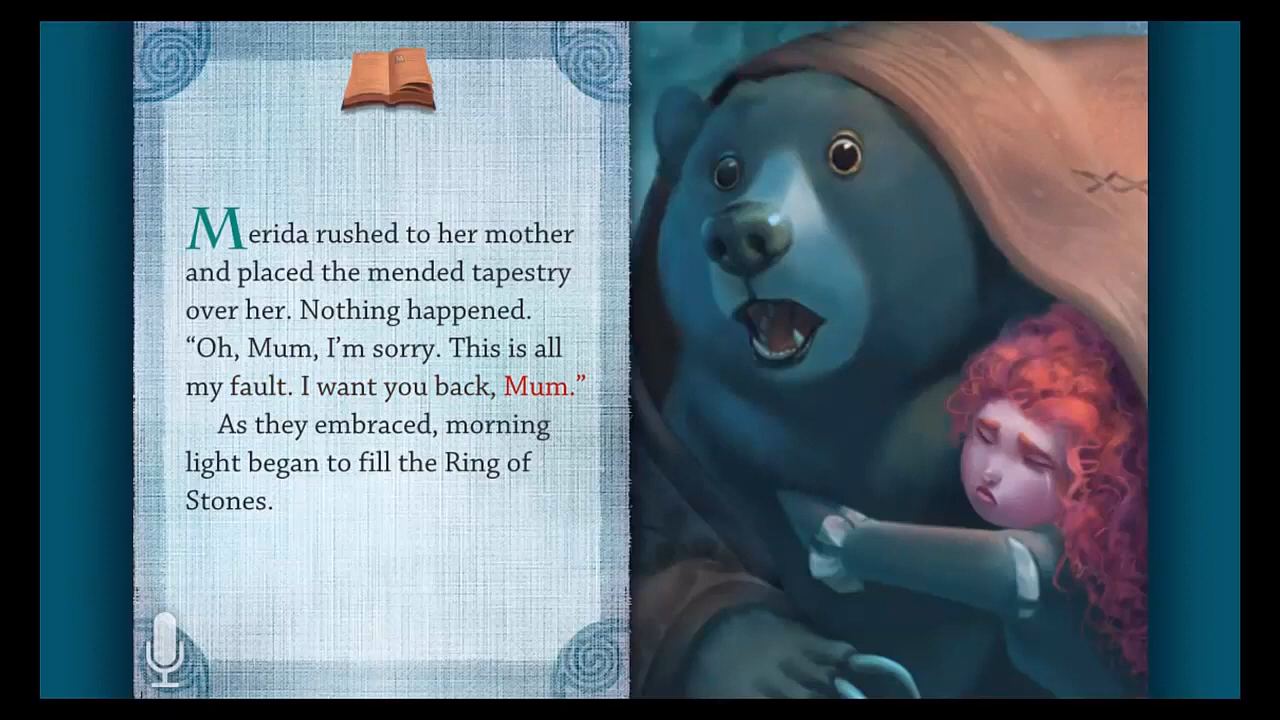 Merida rushed to her mother
and placed the mended tapestry
over her. Nothing happened.
“Oh, Mum, I’m sorry. This is all
my fault. I want you back, Mum.”
As they embraced, morning
light began to fill the Ring of
Stones.